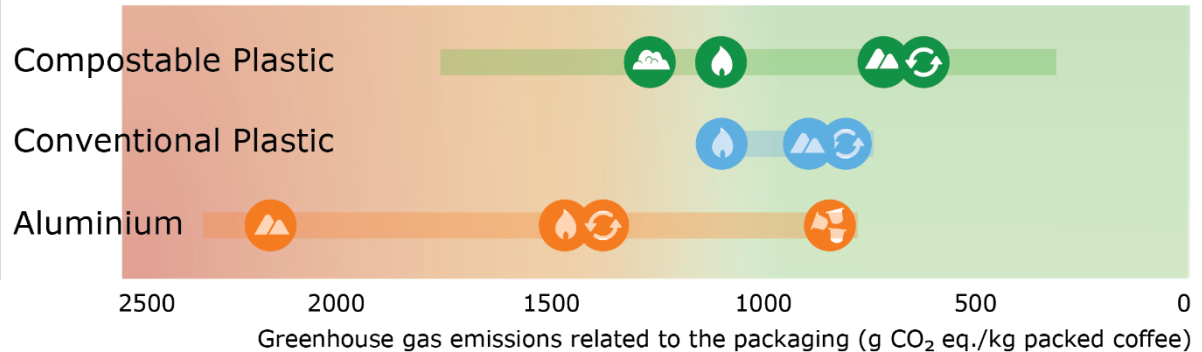 Compostable Plastic
Conventional Plastic
Aluminium
2500 2000 1500 1000 500 0
Greenhouse gas emissions related to the packaging (g CO₂ eq./kg packed coffee)